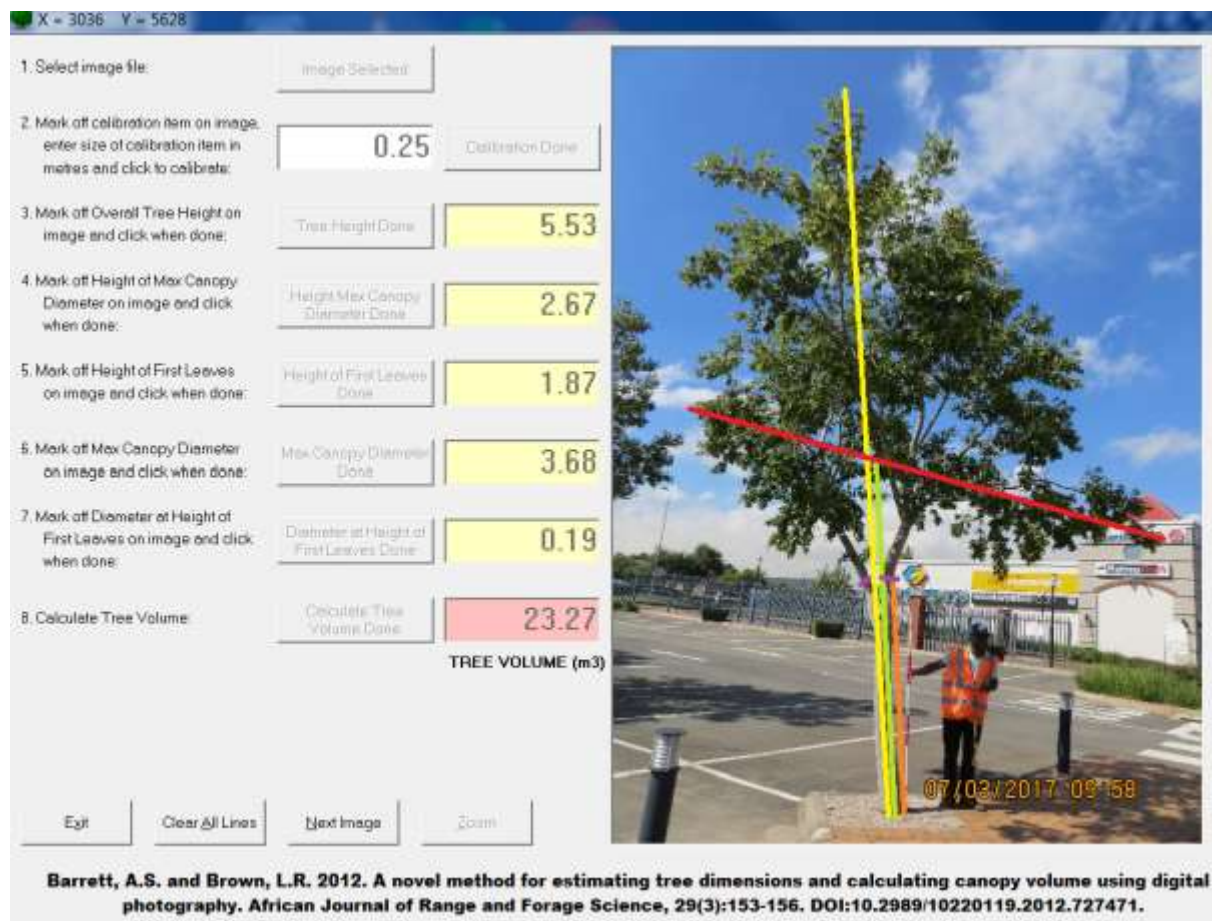 X = 3036 Y = 5628
1. Select image file:
Image Selected
2. Mark off calibration item on image,
enter size of calibration item in
metres and click to calibrate:
0.25
Calibration Done
3. Mark off Overall Tree Height on
image and click when done:
Tree Height Done
5.53
4. Mark off Height of Max Canopy
Diameter on image and click
when done:
Height Max Canopy
Diameter Done
2.67
5. Mark off Height of First Leaves
on image and click when done:
Height of First Leaves
Done
1.87
6. Mark off Max Canopy Diameter
on image and click when done:
Max Canopy Diameter
Done
3.68
7. Mark off Diameter at Height of
First Leaves on image and click
when done:
Diameter at Height of
First Leaves Done
0.19
8. Calculate Tree Volume:
Calculate Tree
Volume Done
23.27
TREE VOLUME (m3)
07/03/2017 09:58
Exit
Clear All Lines
Next Image
Zoom
Barrett, A.S. and Brown, L.R. 2012. A novel method for estimating tree dimensions and calculating canopy volume using digital
photography. African Journal of Range and Forage Science, 29(3):153-156. DOI:10.2989/10220119.2012.727471.